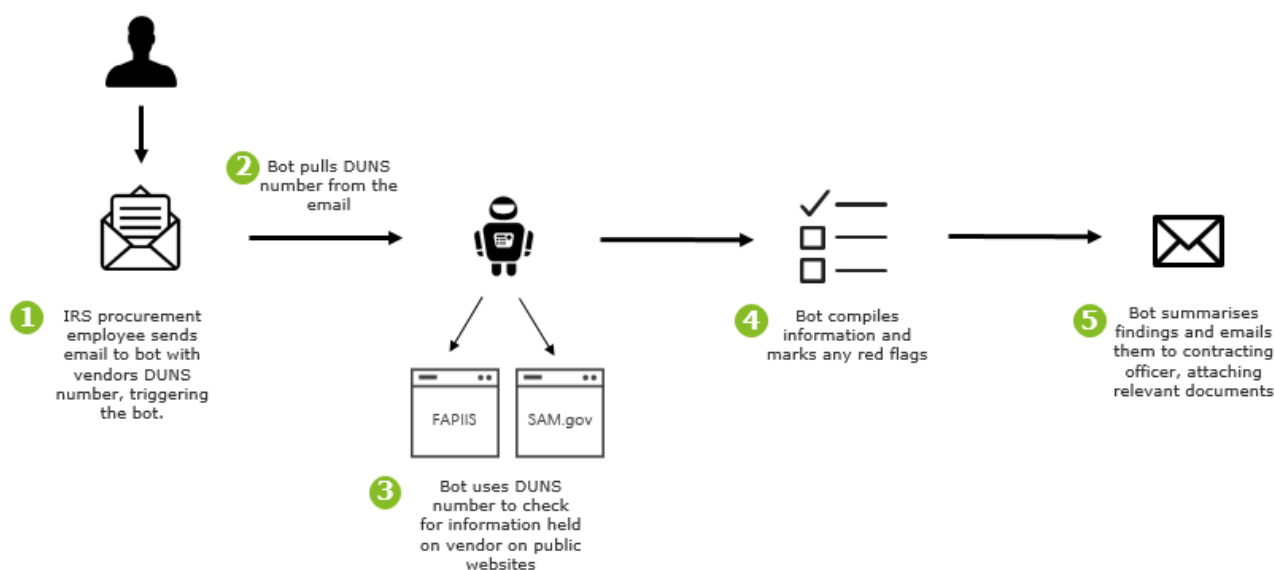 1
IRS procurement
employee sends
email to bot with
vendors DUNS
number, triggering
the bot.
2
Bot pulls DUNS
number from the
email
FAPIIS
SAM.gov
3
Bot uses DUNS
number to check
for information held
on vendor on public
websites
4
Bot compiles
information and
marks any red flags
5
Bot summarises
findings and emails
them to contracting
officer, attaching
relevant documents